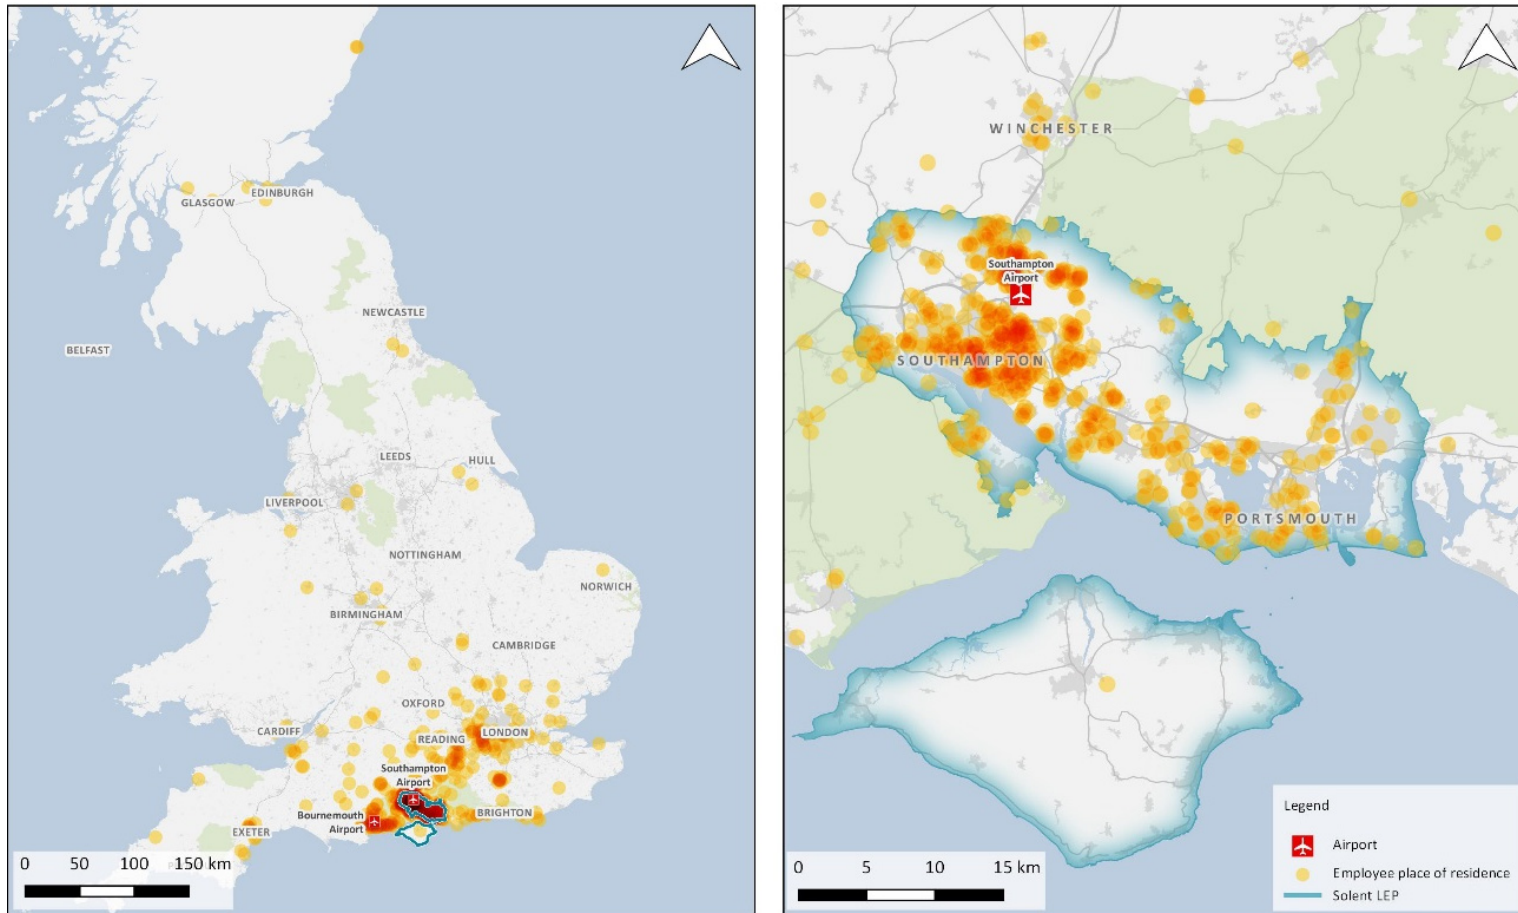 EDINBURGH
GLASGOW
NEWCASTLE
BELFAST
LEEDS
HULL
LIVERPOOL
NOTTINGHAM
NORWICH
BIRMINGHAM
CAMBRIDGE
OXFORD
CARDIFF
READING
LONDON
Southampton
Airport
Bournemouth
Airport
BRIGHTON
EXETER
0 50 100 150 km
WINCHESTER
Southampton
Airport
SOUTHAMPTON
PORTSMOUTH
0 5 10 15 km
Legend
Airport
Employee place of residence
Solent LEP